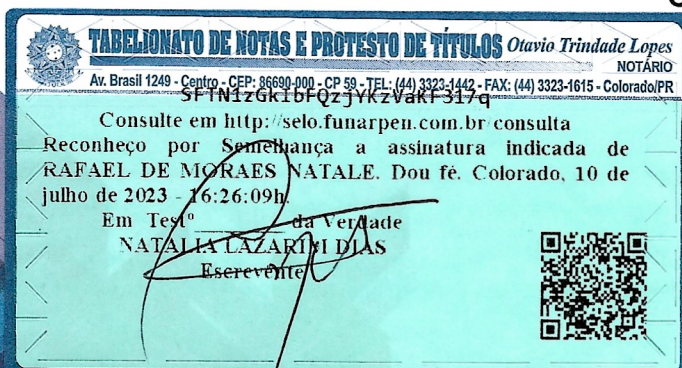 TABELIONATO DE NOTAS E PROTESTO DE TÍTULOS Otavio Trindade Lopes
NOTÁRIO
Av. Brasil 1249 - Centro - CEP: 86690-000 - CP 59 - TEL: (44) 3323-1442 - FAX: (44) 3323-1615 - Colorado/PR
Consulte em http://selo.funarpen.com.br/consulta
Reconheço por Semelhança a assinatura indicada de
RAFAEL DE MORAES NATALE. Dou fé. Colorado, 10 de
julho de 2023 - 16:26:09h.
Em Testº ______ da Verdade
NATALIA LAZARINI DIAS
Escrevente